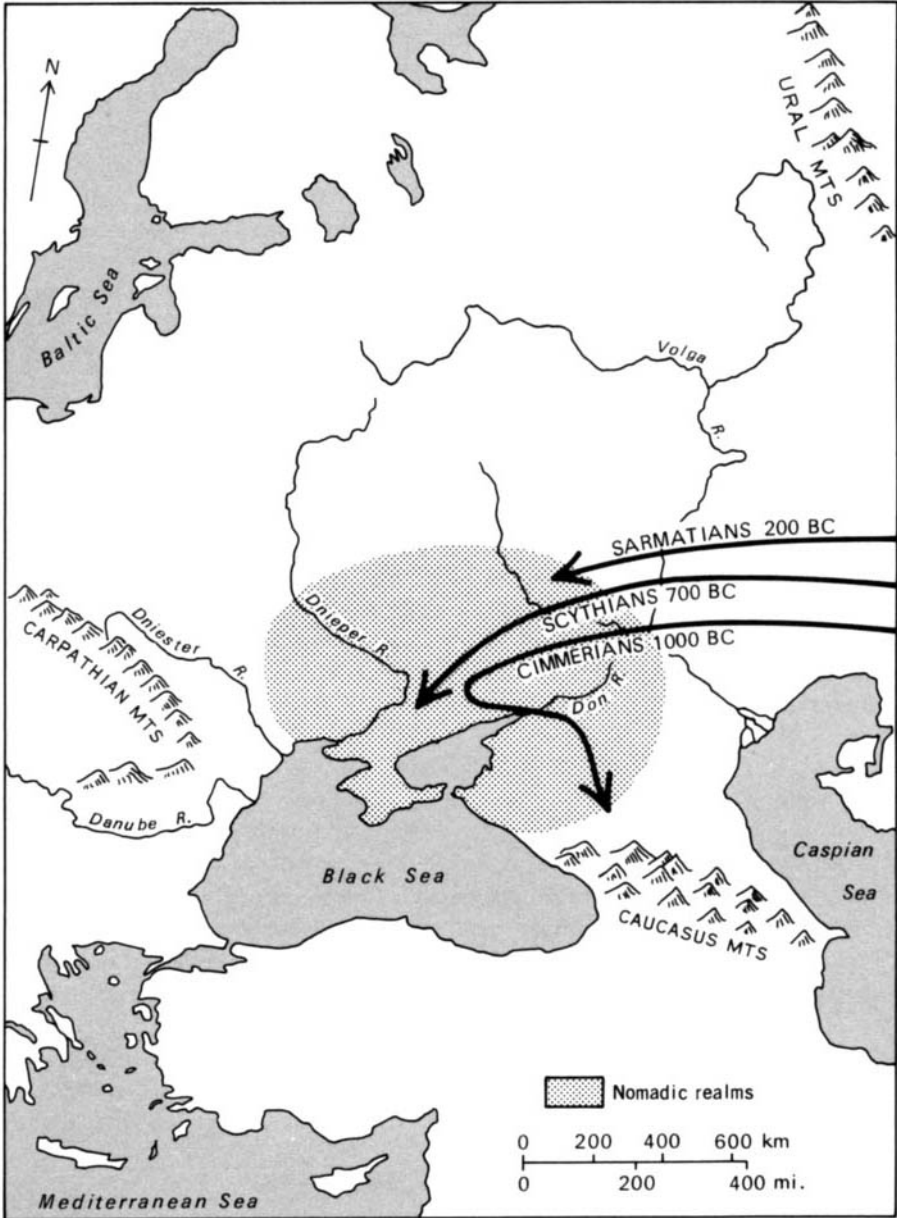 N
URAL MTS
Baltic Sea
Volga R.
SARMATIANS 200 BC
SCYTHIANS 700 BC
CIMMERIANS 1000 BC
Dnieper R.
Dniester R.
CARPATHIAN MTS
Don R.
Danube R.
Black Sea
Caspian
Sea
CAUCASUS MTS
Nomadic realms
0 200 400 600 km
0 200 400 mi.
Mediterranean Sea